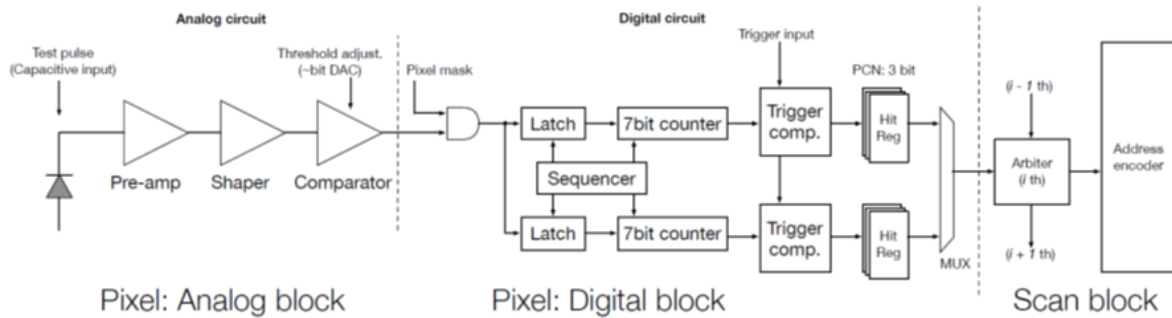 Analog circuit
Digital circuit
Test pulse
(Capacitive input)
Threshold adjust.
(~bit DAC)
Pixel mask
Trigger input
PCN: 3 bit
(i - 1 th)
Latch
7bit counter
Trigger
comp.
Hit
Reg
Pre-amp
Shaper
Comparator
Sequencer
Arbiter
(i th)
Address
encoder
Latch
7bit counter
Trigger
comp.
Hit
Reg
MUX
(i + 1 th)
Pixel: Analog block
Pixel: Digital block
Scan block